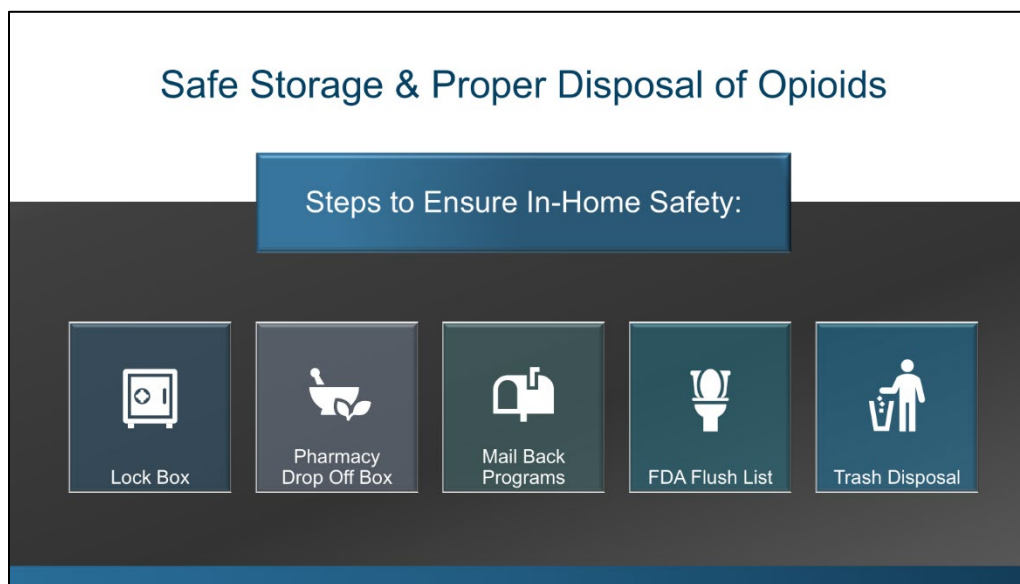 Safe Storage & Proper Disposal of Opioids
Steps to Ensure In-Home Safety:
Lock Box
Pharmacy
Drop Off Box
Mail Back
Programs
FDA Flush List
Trash Disposal